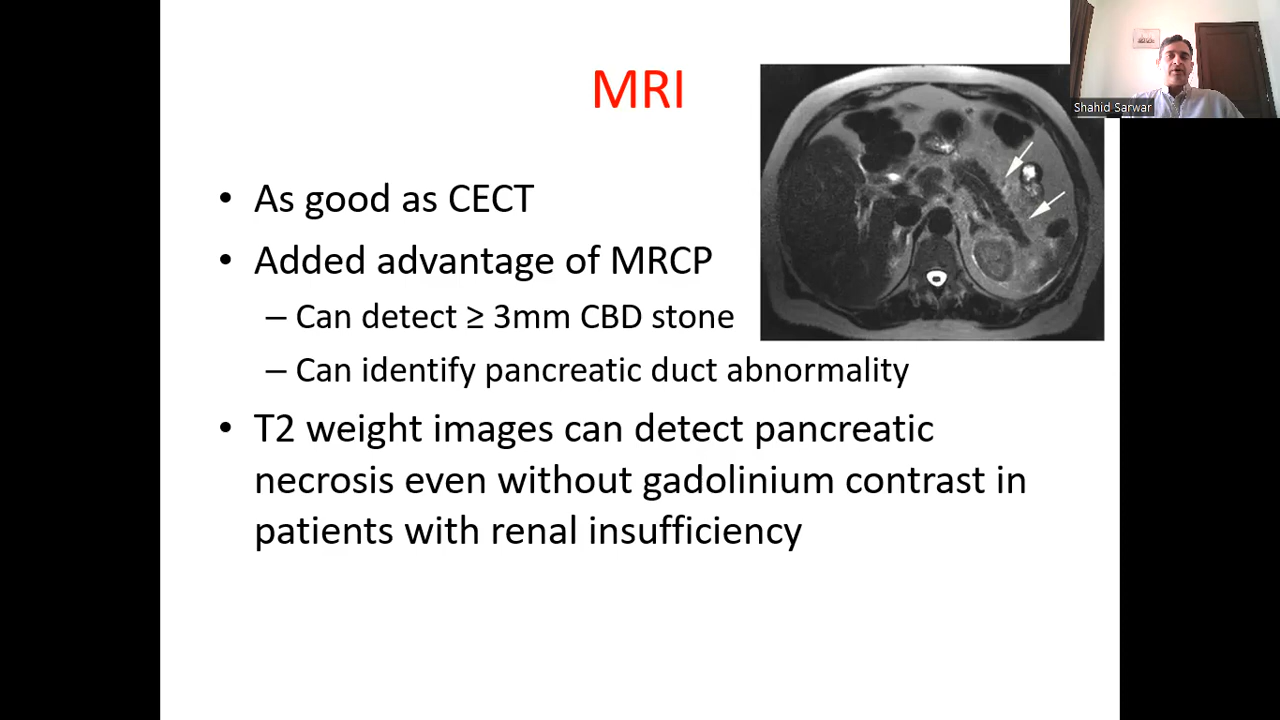 MRI
Shahid Sarwar
• As good as CECT
• Added advantage of MRCP
– Can detect ≥ 3mm CBD stone
– Can identify pancreatic duct abnormality
• T2 weight images can detect pancreatic
necrosis even without gadolinium contrast in
patients with renal insufficiency